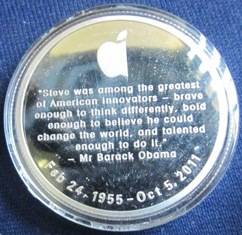 "Steve was among the greatest
of American innovators – brave
enough to think differently, bold
enough to believe he could
change the world, and talented
enough to do it."
– Mr Barack Obama
Feb 24, 1955 - Oct 5, 2011